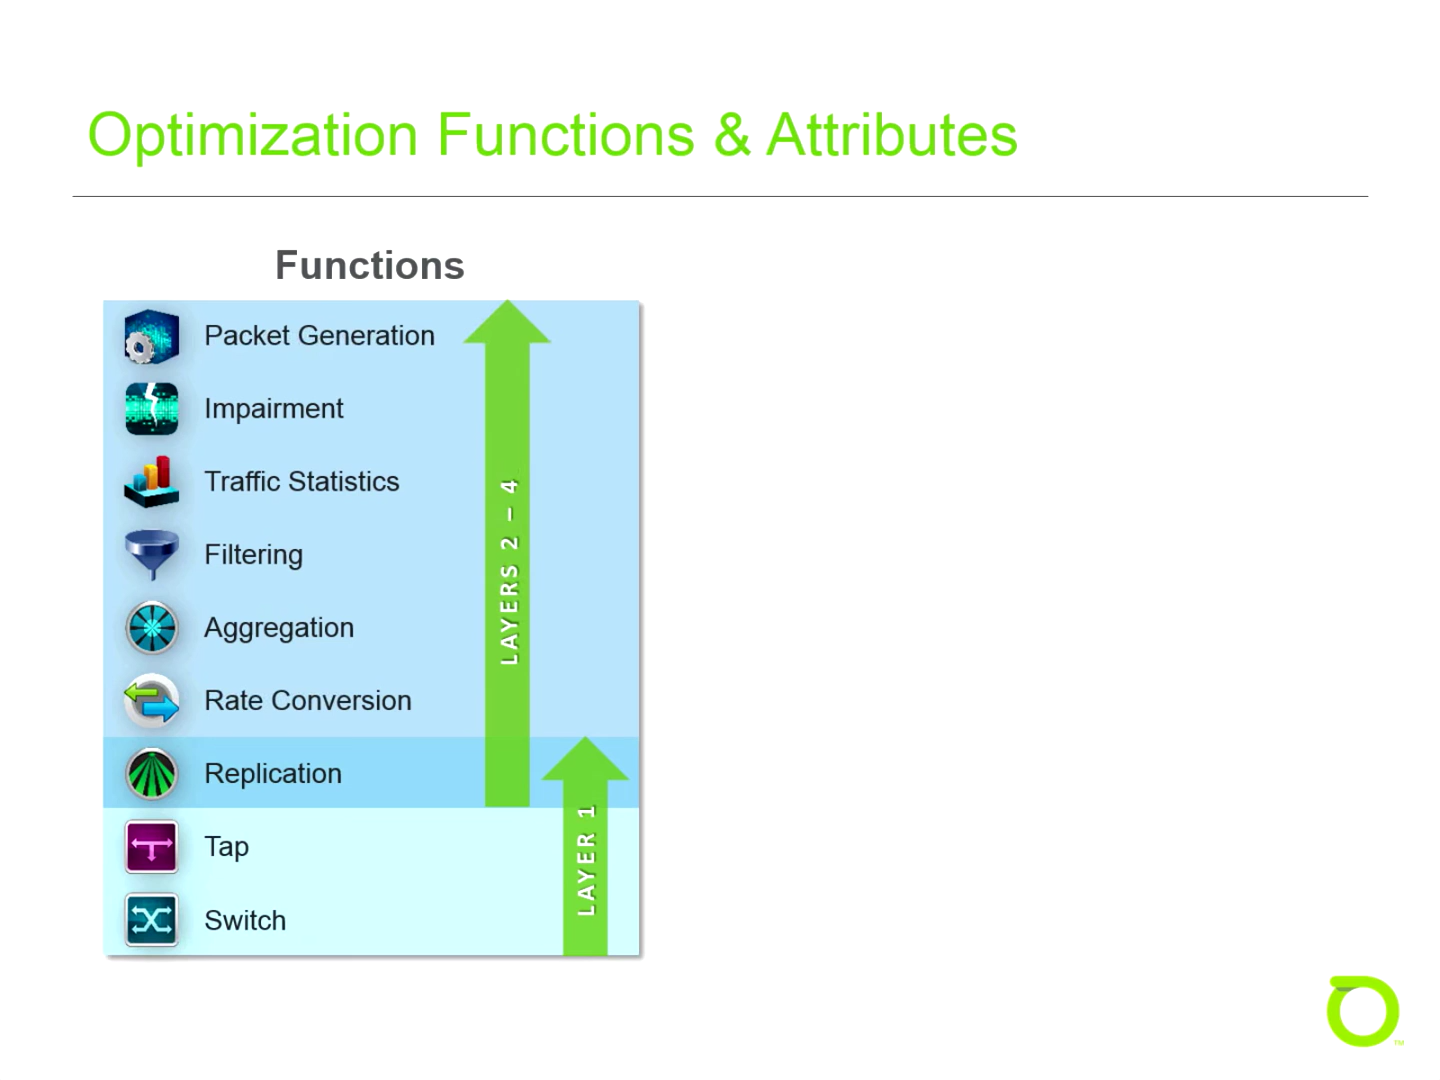 Optimization Functions & Attributes
Functions
Packet Generation
Impairment
Traffic Statistics
Filtering
Aggregation
Rate Conversion
Replication
Tap
Switch
LAYERS 2 – 4
LAYER 1
TM